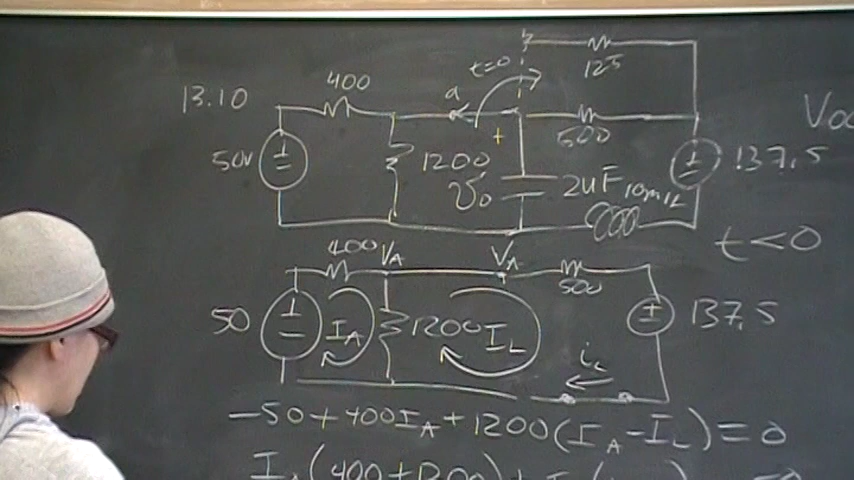 125
t=0
400
a
13.10
+
500
Voc
50v
1200
137.5
2uF
10mH
vo
t<0
400
VA
VA
500
50
IA
1200
IL
137.5
iL
-50+400IA+1200(IA-IL)=0